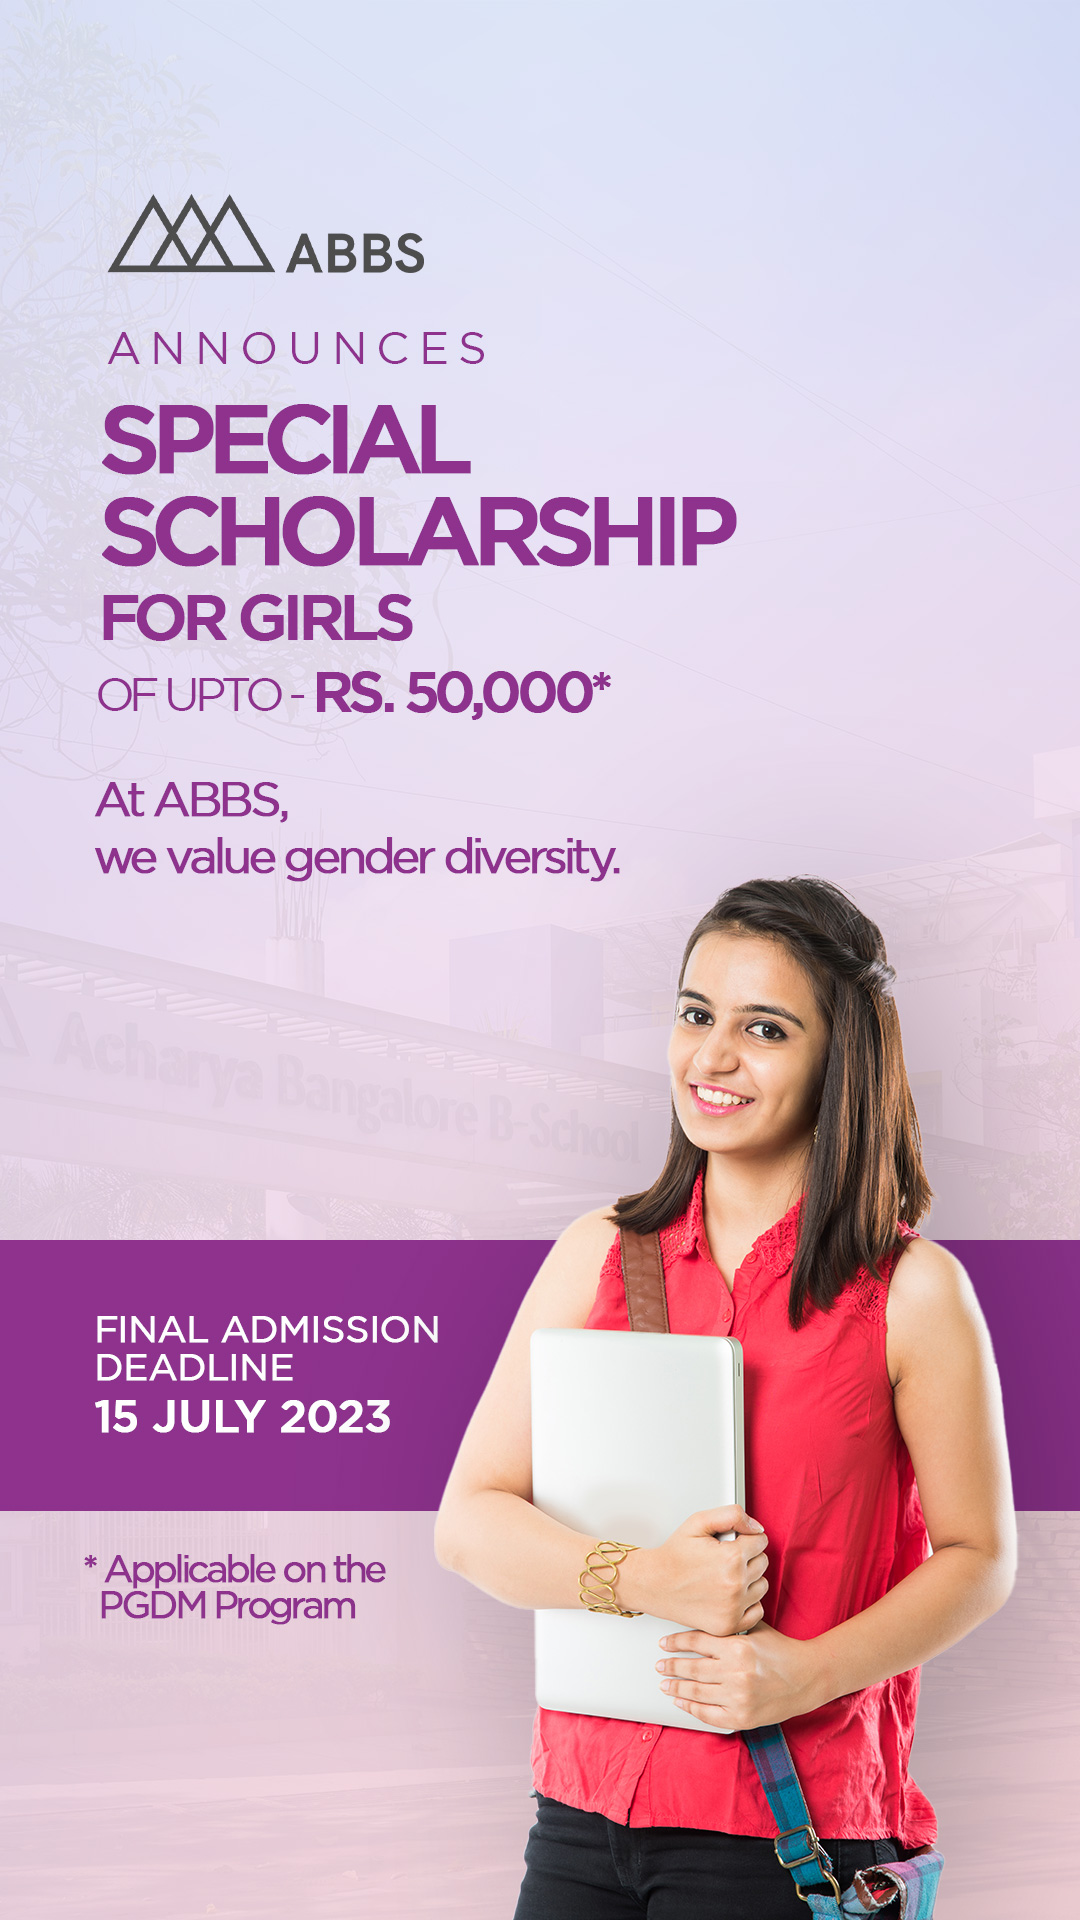 ABBS
ANNOUNCES
SPECIAL
SCHOLARSHIP
FOR GIRLS
OF UPTO - RS. 50,000*
At ABBS,
we value gender diversity.
Acharya Bangalore B-School
FINAL ADMISSION
DEADLINE
15 JULY 2023
* Applicable on the
PGDM Program